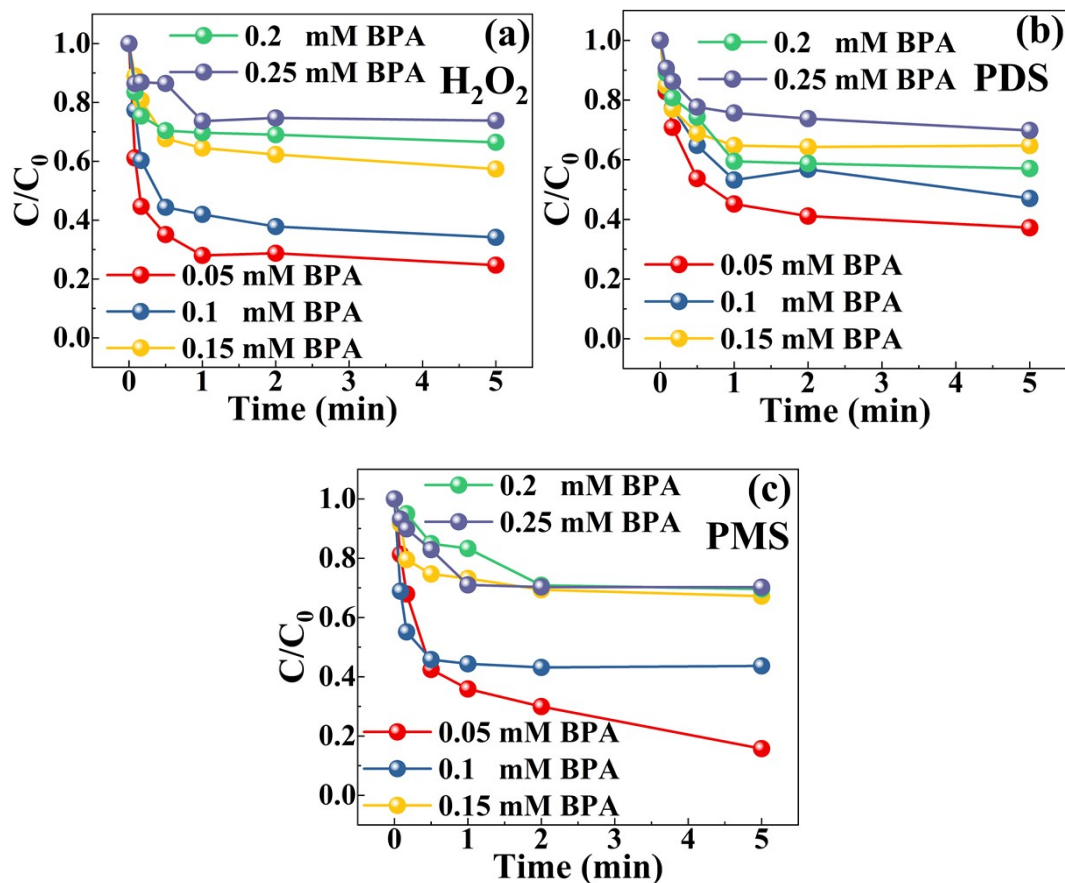 (a)
0.2 mM BPA
0.25 mM BPA
H₂O₂
1.0
0.8
0.6
0.4
0.2
0.0
C/C₀
0.05 mM BPA
0.1 mM BPA
0.15 mM BPA
0 1 2 3 4 5
Time (min)
(b)
0.2 mM BPA
0.25 mM BPA
PDS
1.0
0.8
0.6
0.4
0.2
0.0
C/C₀
0.05 mM BPA
0.1 mM BPA
0.15 mM BPA
0 1 2 3 4 5
Time (min)
(c)
0.2 mM BPA
0.25 mM BPA
PMS
1.0
0.8
0.6
0.4
0.2
0.0
C/C₀
0.05 mM BPA
0.1 mM BPA
0.15 mM BPA
0 1 2 3 4 5
Time (min)